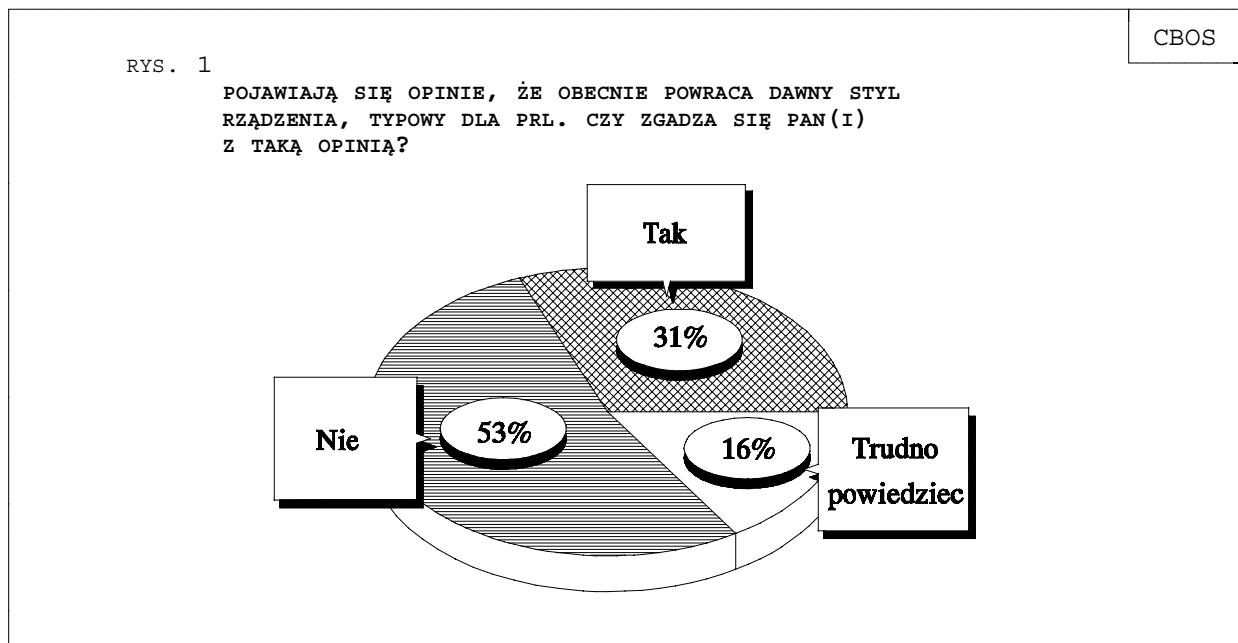 CBOS
RYS. 1
POJAWIAJĄ SIĘ OPINIE, ŻE OBECNIE POWRACA DAWNY STYL
RZĄDZENIA, TYPOWY DLA PRL. CZY ZGADZA SIĘ PAN(I)
Z TAKĄ OPINIĄ?
Tak
31%
Nie
53%
16%
Trudno
powiedziec